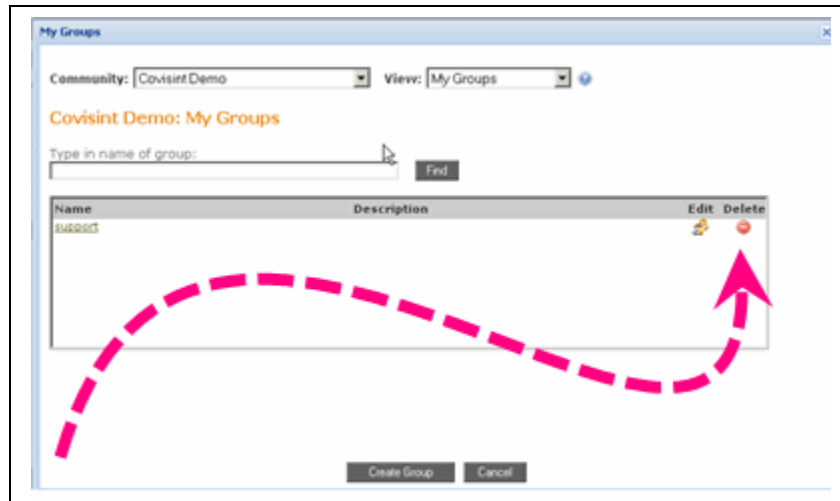 My Groups
Community: Covisint Demo View: My Groups
Covisint Demo: My Groups
Type in name of group:
Find
Name Description Edit Delete
support
Create Group Cancel